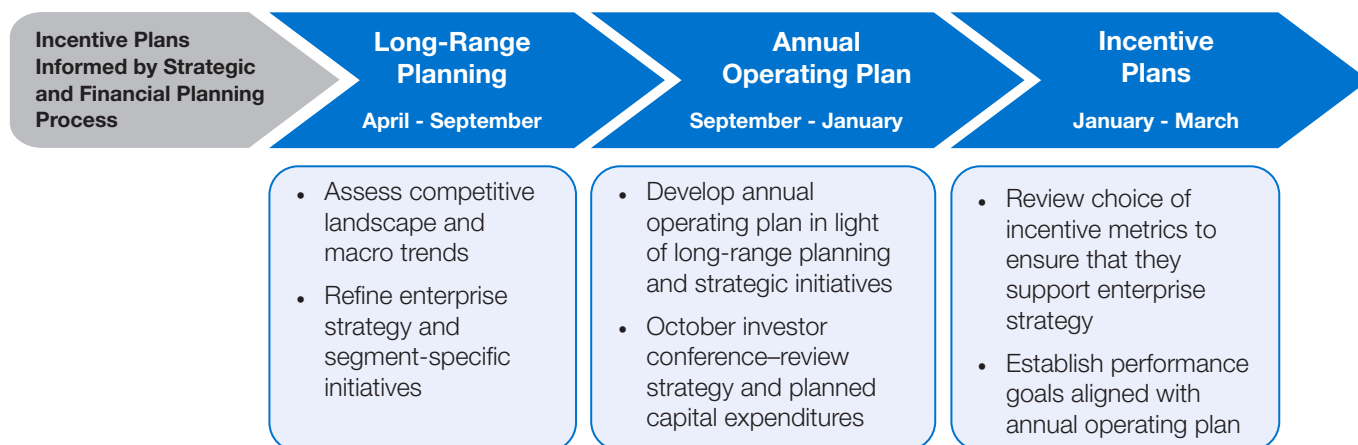 Incentive Plans
Informed by Strategic
and Financial Planning
Process
Long-Range
Planning
April - September
Annual
Operating Plan
September - January
Incentive
Plans
January - March
• Assess competitive
landscape and
macro trends
• Refine enterprise
strategy and
segment-specific
initiatives
• Develop annual
operating plan in light
of long-range planning
and strategic initiatives
• October investor
conference–review
strategy and planned
capital expenditures
• Review choice of
incentive metrics to
ensure that they
support enterprise
strategy
• Establish performance
goals aligned with
annual operating plan